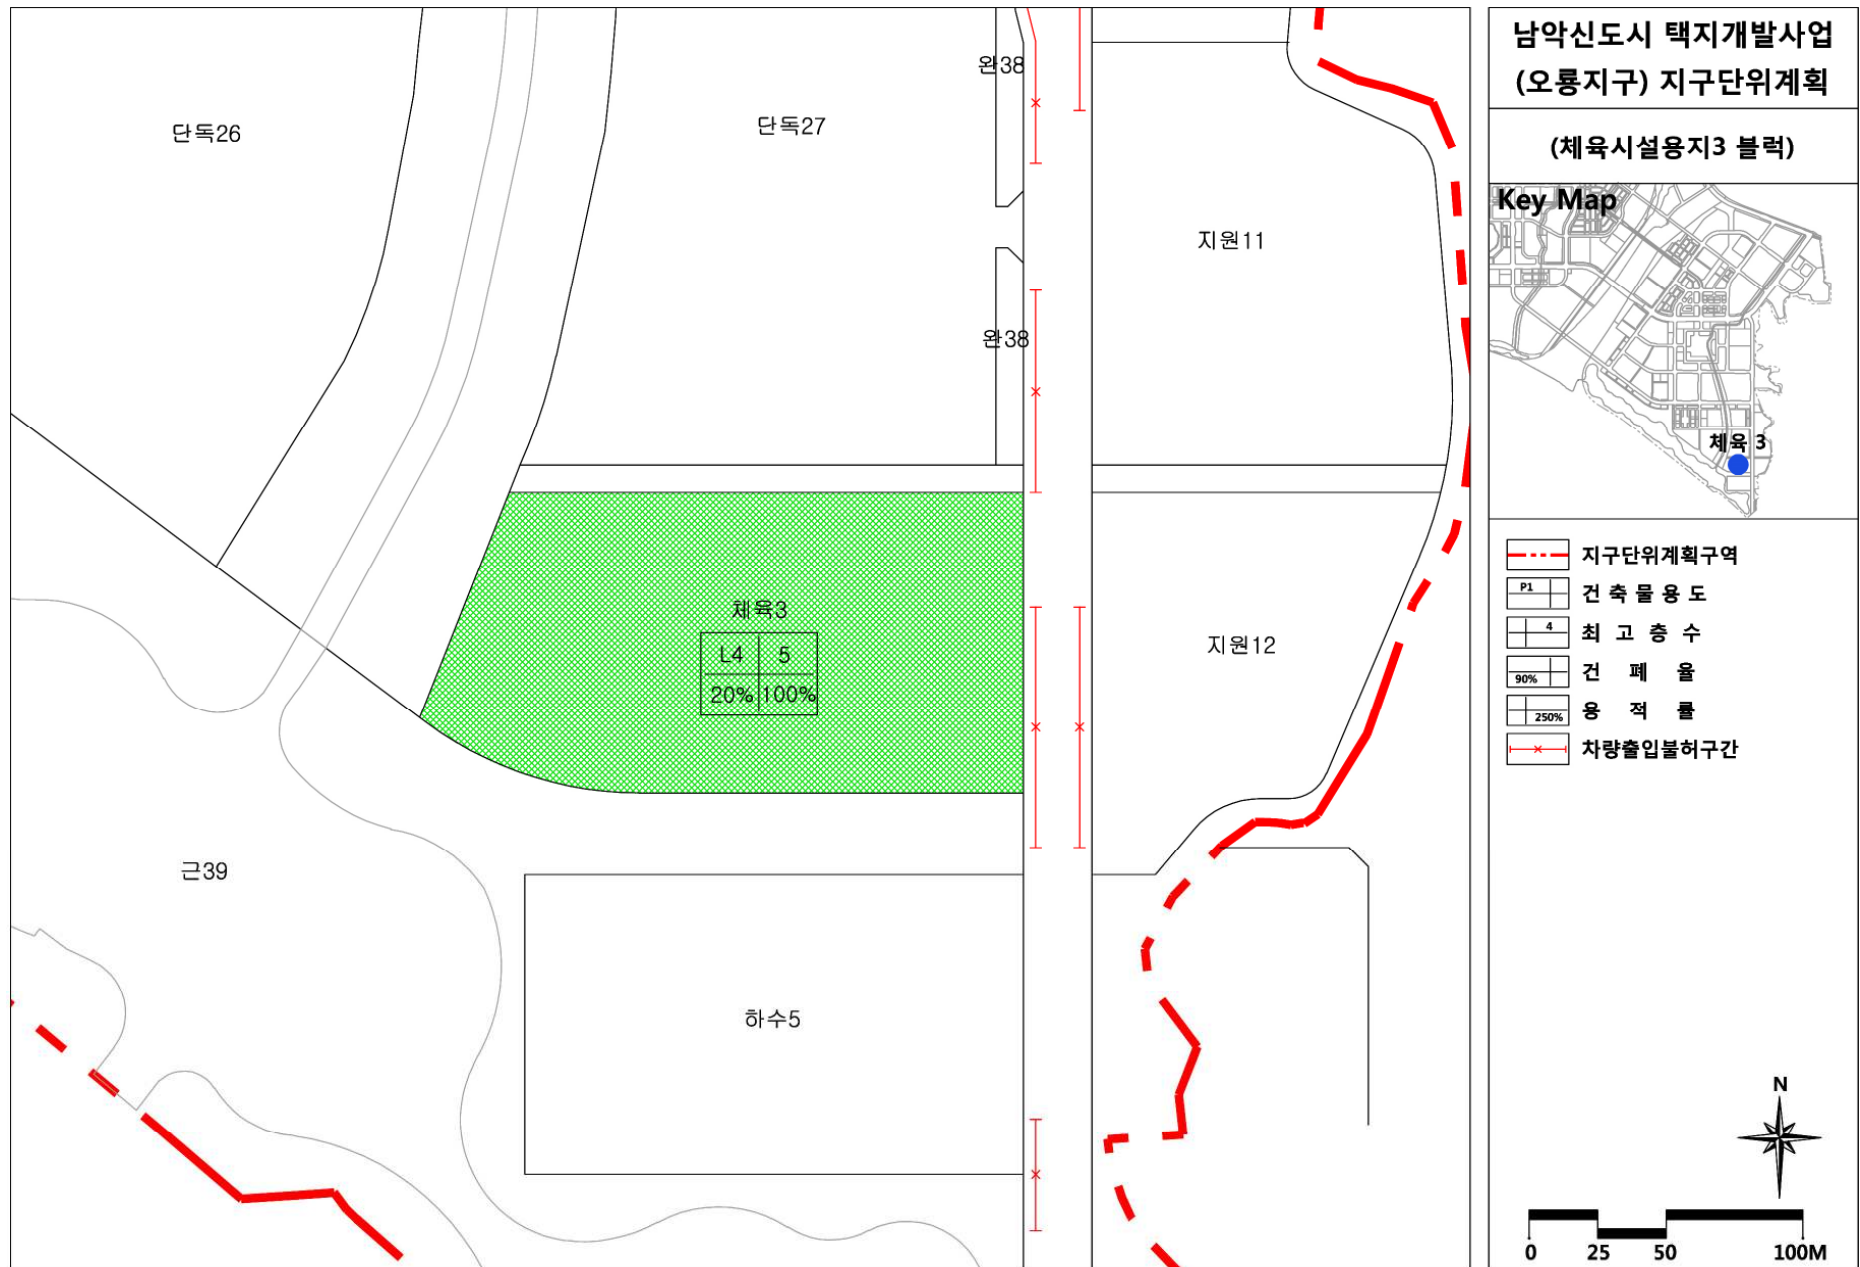 남악신도시 택지개발사업
(오룡지구) 지구단위계획
(체육시설용지3 블럭)
Key Map
체육 3
지구단위계획구역
P1
건축물용도
4
최고층수
90%
건폐율
250%
용적률
차량출입불허구간
N
0 25 50 100M
단독26
단독27
완38
지원11
완38
체육3
L4 5
20% 100%
지원12
근39
하수5